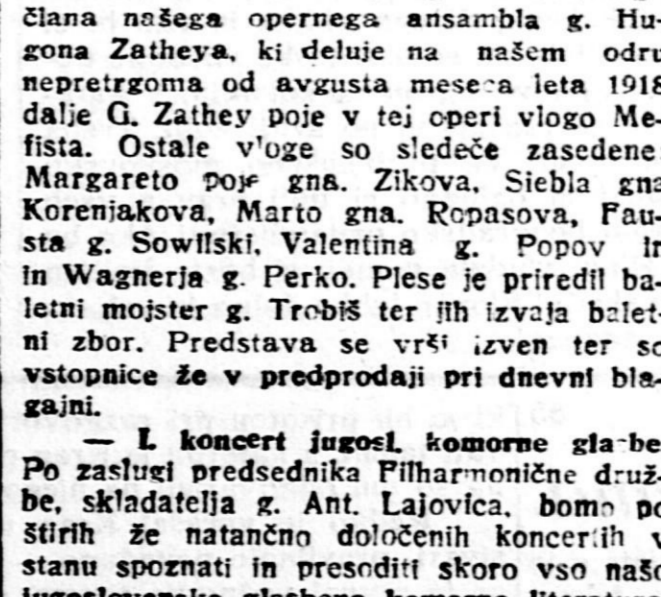 člana našega opernega ansambla g. Hu-
gona Zatheya, ki deluje na našem odru
nepretrgoma od avgusta meseca leta 1918
dalje G. Zathey poje v tej operi vlogo Me-
fista. Ostale v'oge so sledeče zasedene:
Margareto poje gna. Zikova, Siebla gna
Korenjakova, Marto gna. Ropasova, Fau-
sta g. Sowilski, Valentina g. Popov in
in Wagnerja g. Perko. Plese je priredil ba-
letni mojster g. Trobiš ter jih izvaja balet-
ni zbor. Predstava se vrši izven ter so
vstopnice že v predprodaji pri dnevni bla-
gajni.
— I. koncert jugosl. komorne gla-be
Po zaslugi predsednika Filharmonične druž-
be, skladatelja g. Ant. Lajovica, bomo po
štirih že natančno določenih koncertih v
stanu spoznati in presoditi skoro vso našo